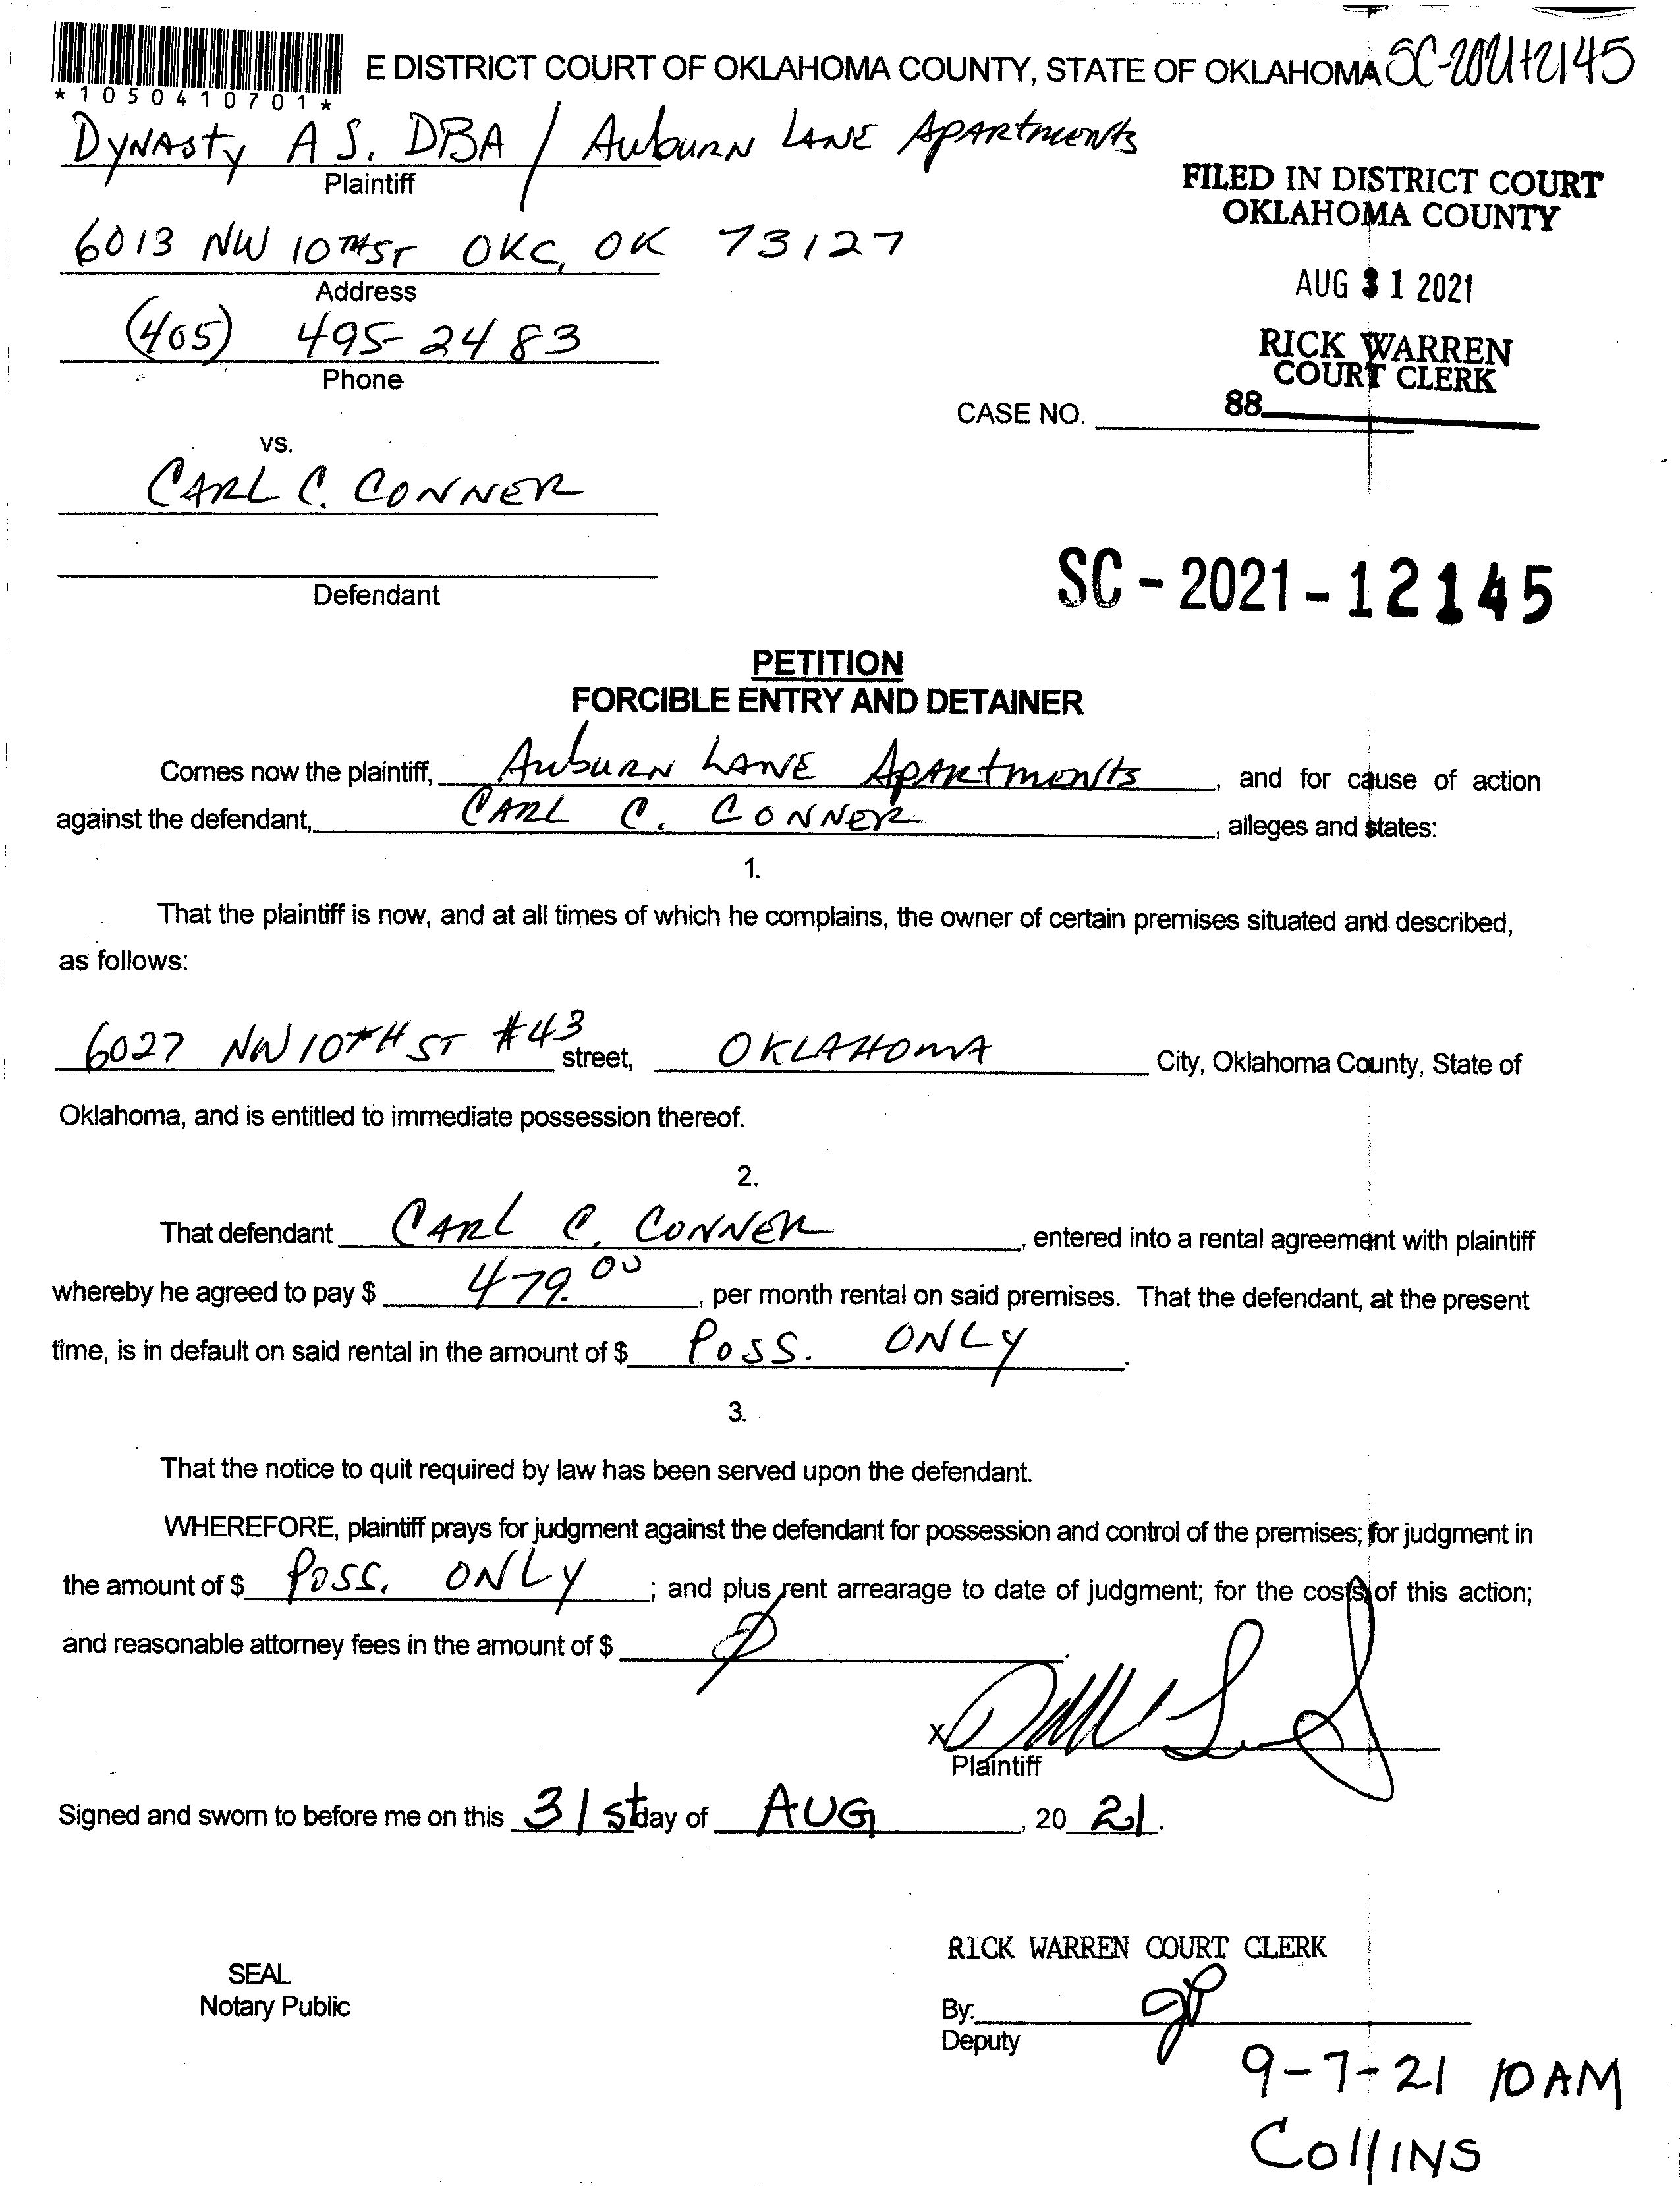 E DISTRICT COURT OF OKLAHOMA COUNTY, STATE OF OKLAHOMA SC-2021-12145
*1050410701*
DYNASTY A S. DBA / AUBURN LANE APARTMENTS
Plaintiff
FILED IN DISTRICT COURT
OKLAHOMA COUNTY
6013 NW 10TH ST OKC, OK 73127
Address
AUG 31 2021
(405) 495-2483
Phone
RICK WARREN
COURT CLERK
CASE NO. 88
vs.
CARL C. CONNER
Defendant
SC-2021-12145
PETITION
FORCIBLE ENTRY AND DETAINER
Comes now the plaintiff, AUBURN LANE APARTMENTS, and for cause of action
against the defendant, CARL C. CONNER, alleges and states:
1.
That the plaintiff is now, and at all times of which he complains, the owner of certain premises situated and described,
as follows:
6027 NW 10TH ST #43 street, OKLAHOMA City, Oklahoma County, State of
Oklahoma, and is entitled to immediate possession thereof.
2.
That defendant CARL C. CONNER, entered into a rental agreement with plaintiff
whereby he agreed to pay $ 479.00, per month rental on said premises. That the defendant, at the present
time, is in default on said rental in the amount of $ POSS. ONLY.
3.
That the notice to quit required by law has been served upon the defendant.
WHEREFORE, plaintiff prays for judgment against the defendant for possession and control of the premises; for judgment in
the amount of $ POSS. ONLY; and plus rent arrearage to date of judgment; for the costs of this action;
and reasonable attorney fees in the amount of $ Ø.
X
Plaintiff
Signed and sworn to before me on this 31st day of AUG, 20 21.
RICK WARREN COURT CLERK
SEAL
Notary Public
By:
Deputy
9-7-21 10AM
COLLINS